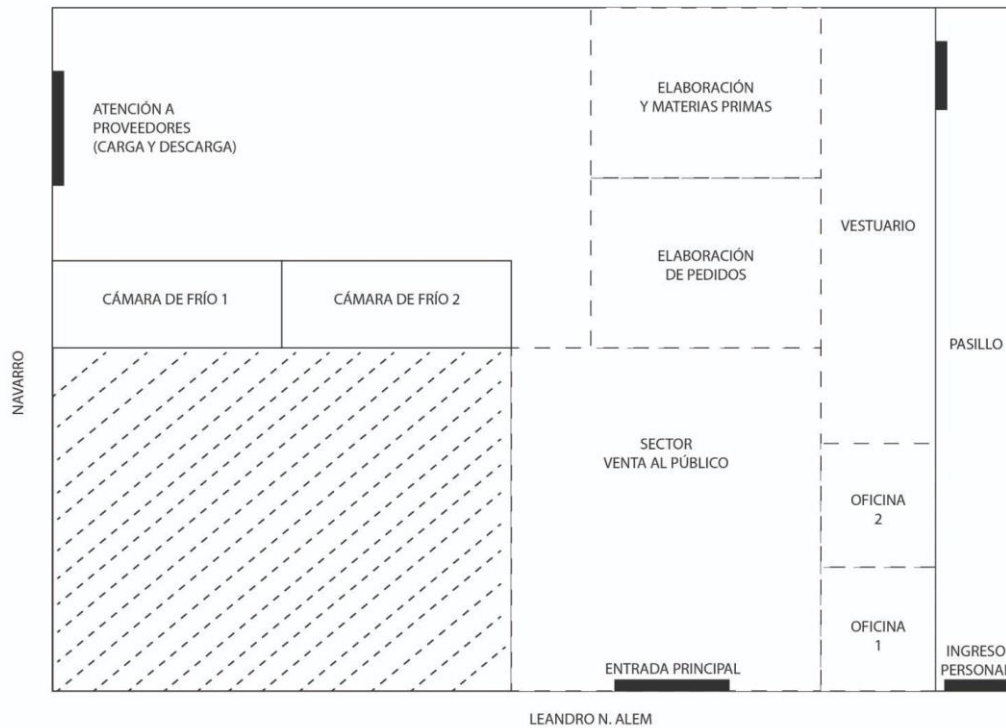 ELABORACIÓN
Y MATERIAS PRIMAS
ATENCIÓN A
PROVEEDORES
(CARGA Y DESCARGA)
VESTUARIO
ELABORACIÓN
DE PEDIDOS
CÁMARA DE FRÍO 1
CÁMARA DE FRÍO 2
PASILLO
NAVARRO
SECTOR
VENTA AL PÚBLICO
OFICINA
2
OFICINA
1
INGRESO
PERSONAL
ENTRADA PRINCIPAL
LEANDRO N. ALEM